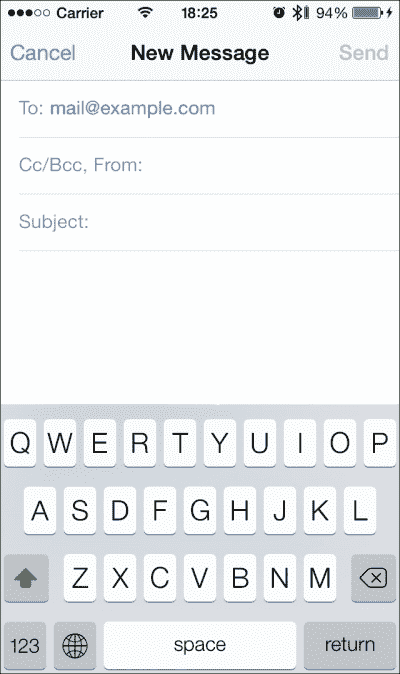 Carrier 18:25 94%
Cancel New Message Send
To: mail@example.com
Cc/Bcc, From:
Subject:
Q W E R T Y U I O P
A S D F G H J K L
Z X C V B N M
123 space return